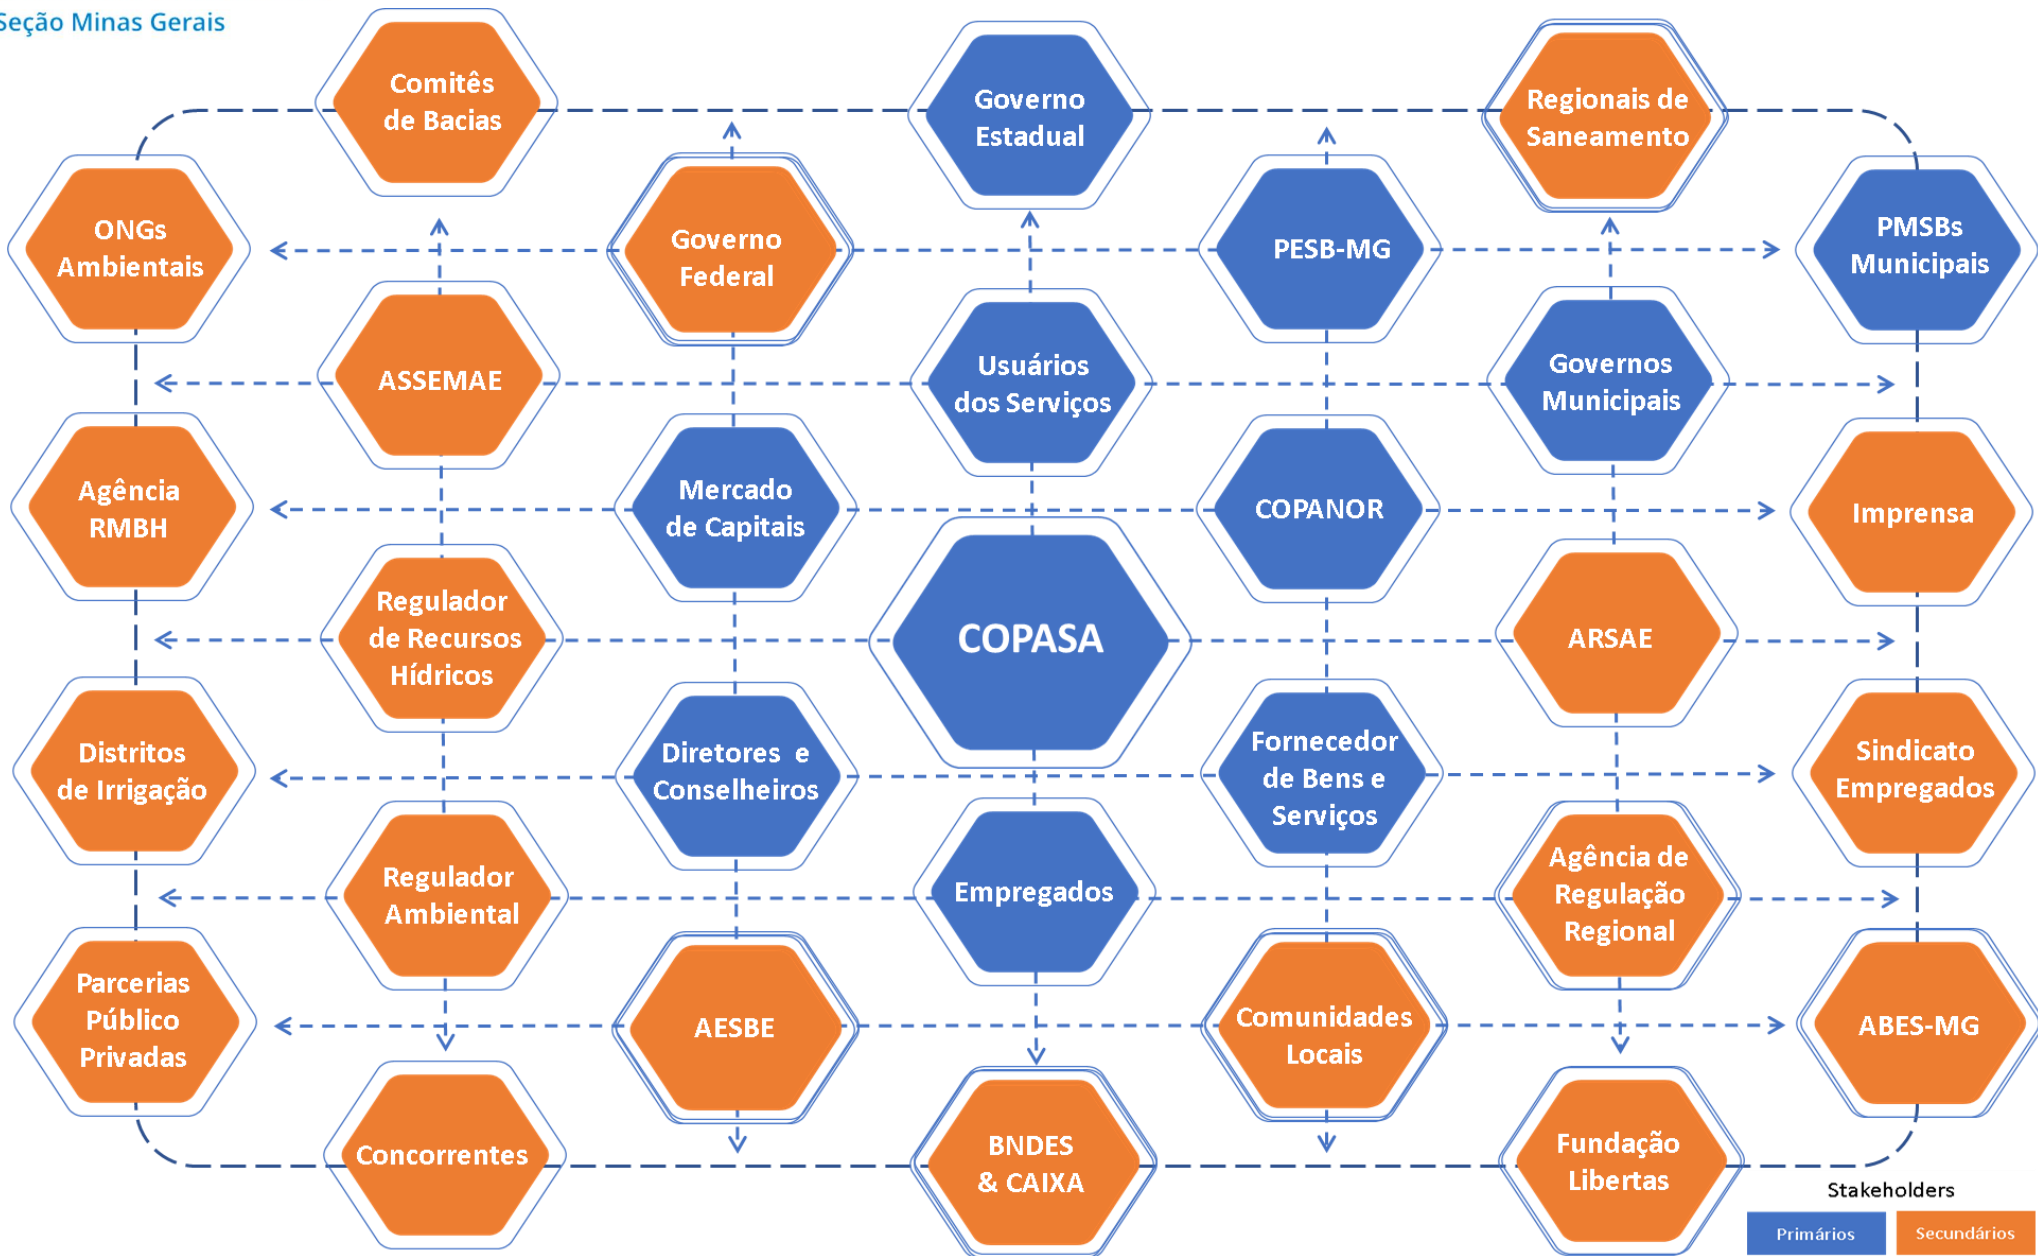 Seção Minas Gerais
Comitês
de Bacias
Governo
Estadual
Regionais de
Saneamento
ONGs
Ambientais
Governo
Federal
PESB-MG
PMSBs
Municipais
ASSEMAE
Usuários
dos Serviços
Governos
Municipais
Agência
RMBH
Mercado
de Capitais
COPANOR
Imprensa
Regulador
de Recursos
Hídricos
COPASA
ARSAE
Distritos
de Irrigação
Diretores e
Conselheiros
Fornecedor
de Bens e
Serviços
Sindicato
Empregados
Regulador
Ambiental
Empregados
Agência de
Regulação
Regional
Parcerias
Público
Privadas
AESBE
Comunidades
Locais
ABES-MG
Concorrentes
BNDES
& CAIXA
Fundação
Libertas
Stakeholders
Primários
Secundários